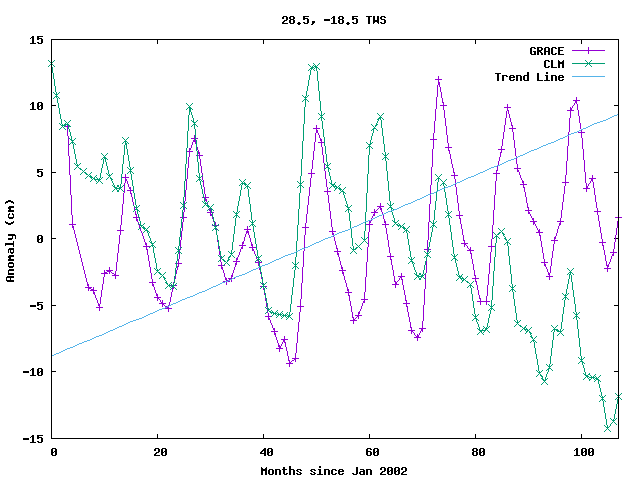 28.5, -18.5 TWS
GRACE
CLM
Trend Line
15
10
5
0
-5
-10
-15
Anomaly (cm)
0 20 40 60 80 100
Months since Jan 2002